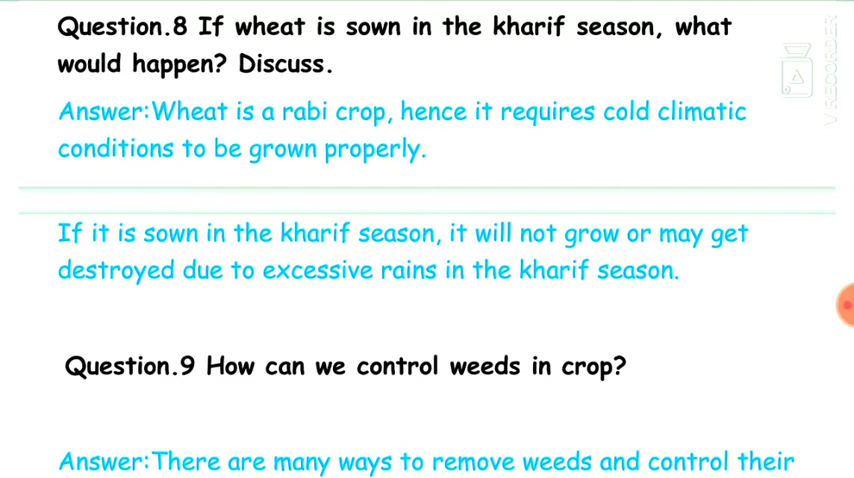 Question.8 If wheat is sown in the kharif season, what
would happen? Discuss.
Answer:Wheat is a rabi crop, hence it requires cold climatic
conditions to be grown properly.
If it is sown in the kharif season, it will not grow or may get
destroyed due to excessive rains in the kharif season.
Question.9 How can we control weeds in crop?
Answer:There are many ways to remove weeds and control their
V RECORDER